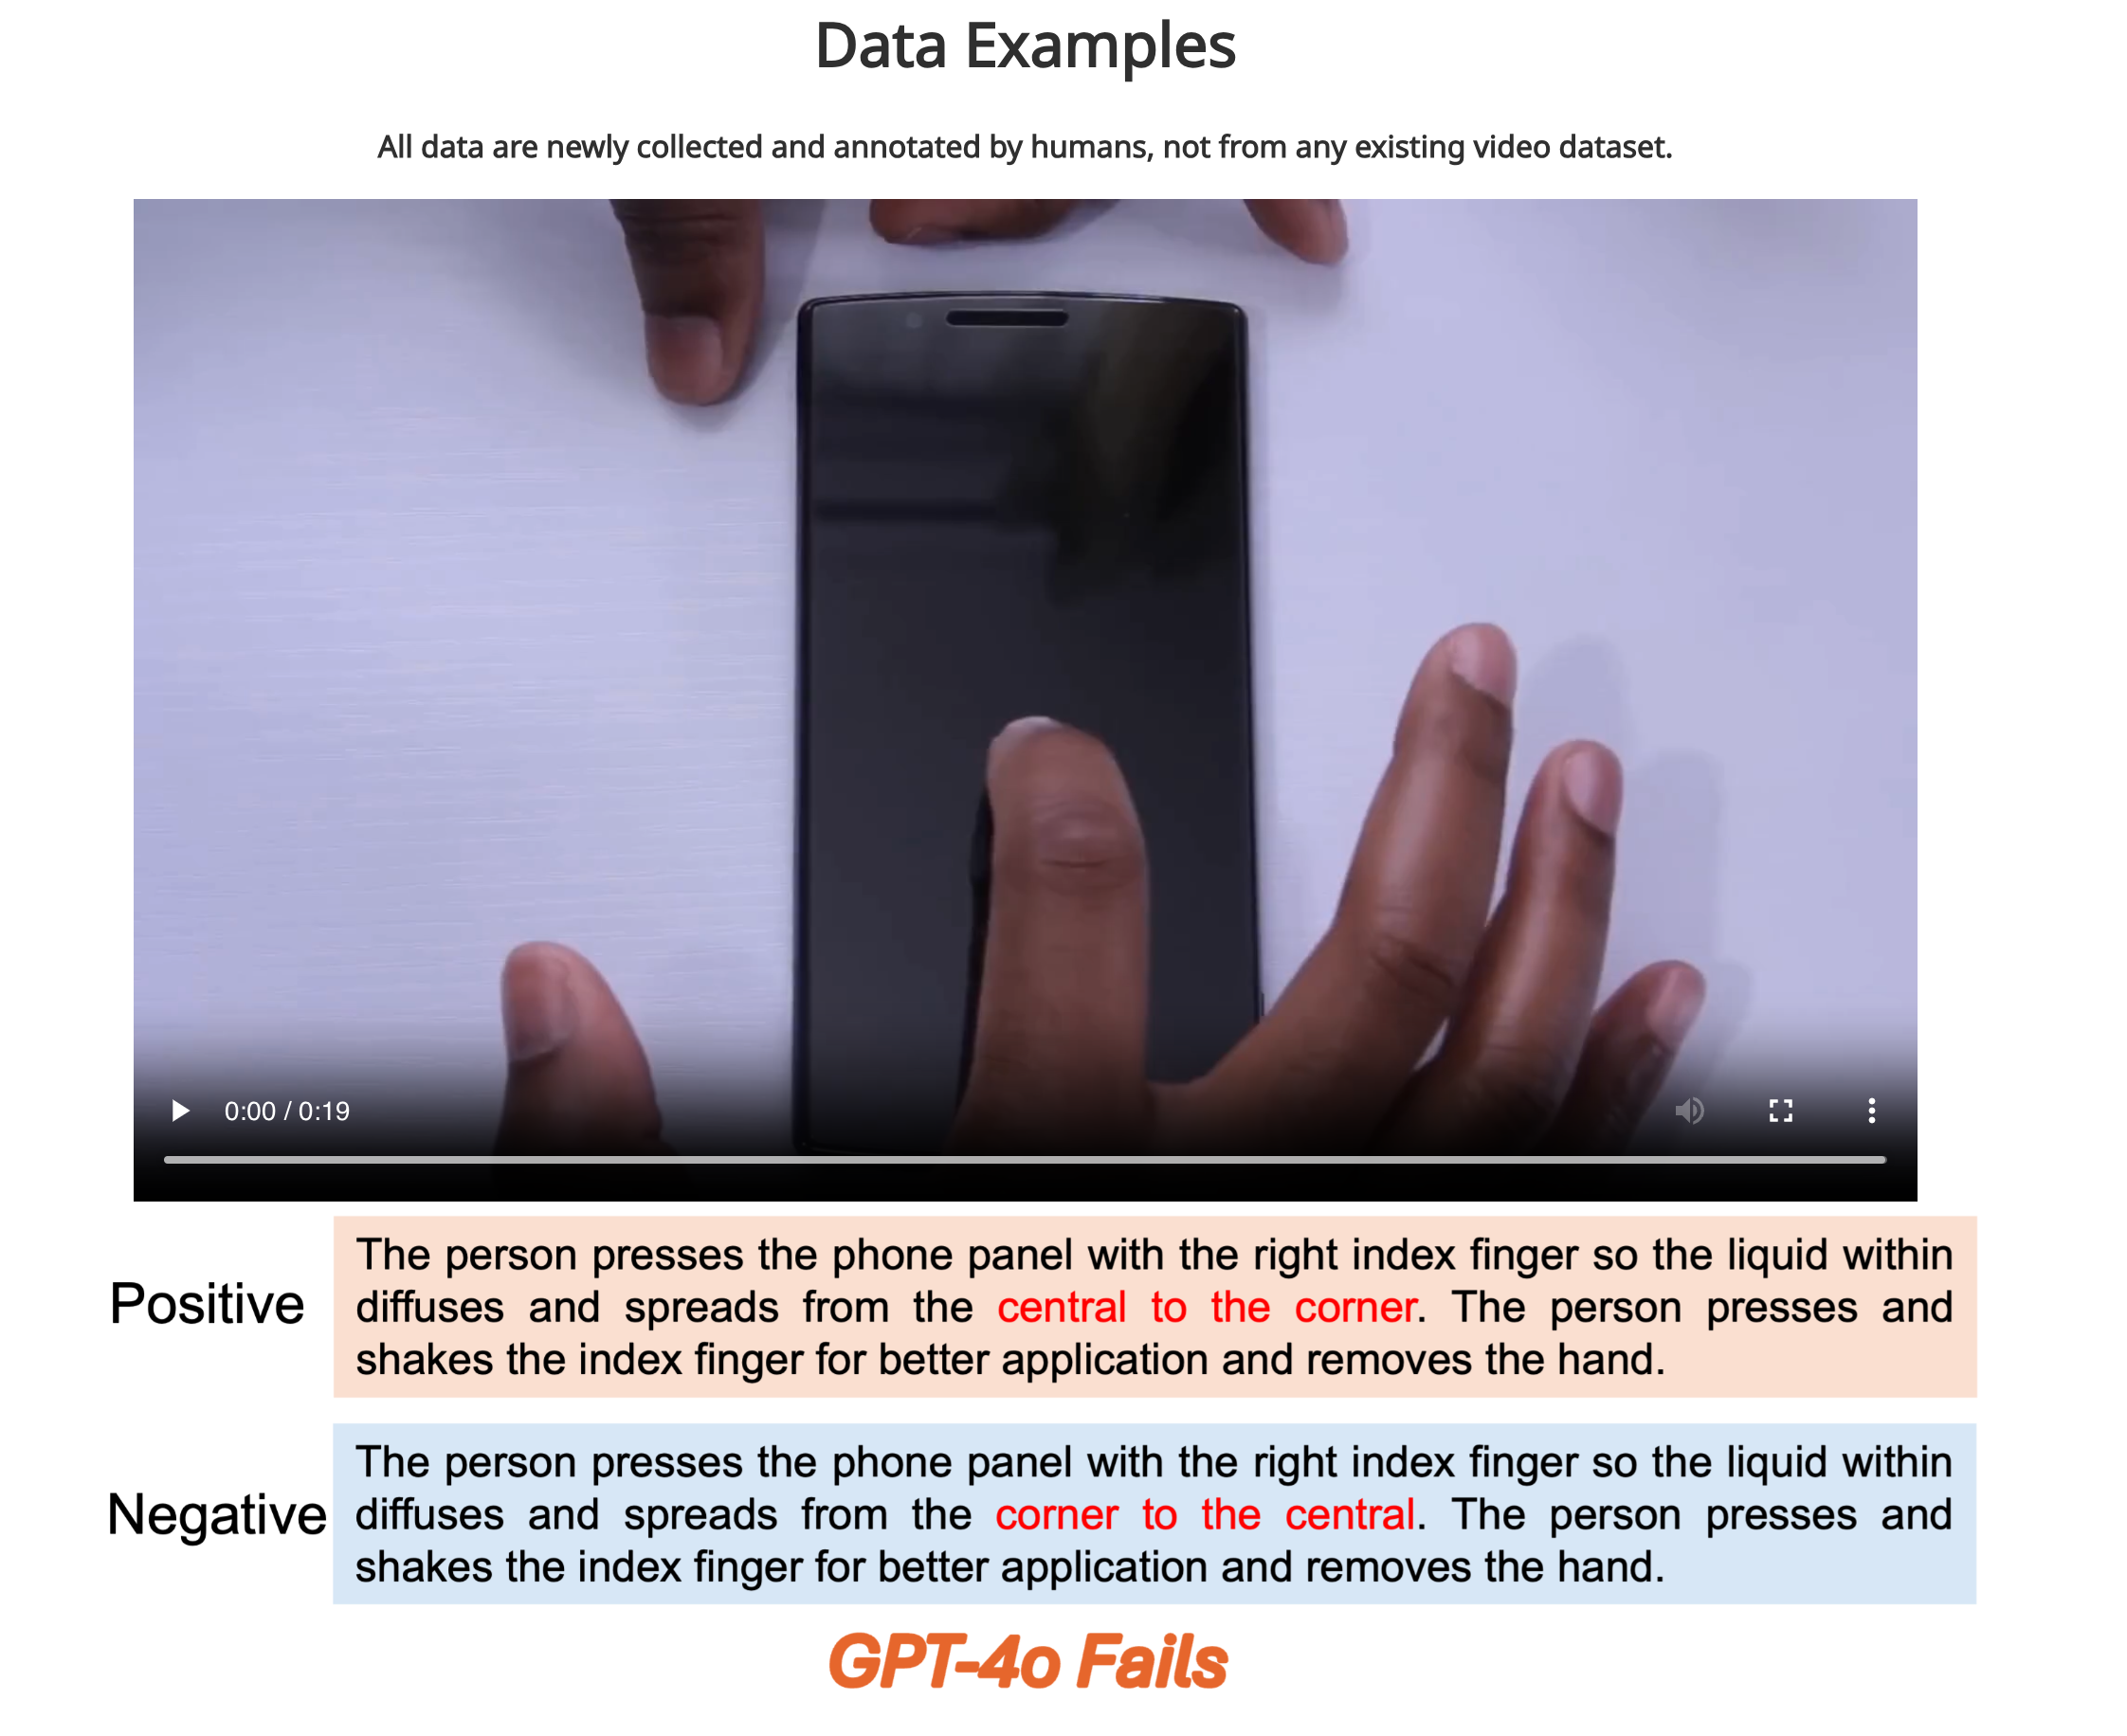 Data Examples
All data are newly collected and annotated by humans, not from any existing video dataset.
0:00 / 0:19
Positive
The person presses the phone panel with the right index finger so the liquid within
diffuses and spreads from the central to the corner. The person presses and
shakes the index finger for better application and removes the hand.
Negative
The person presses the phone panel with the right index finger so the liquid within
diffuses and spreads from the corner to the central. The person presses and
shakes the index finger for better application and removes the hand.
GPT-4o Fails